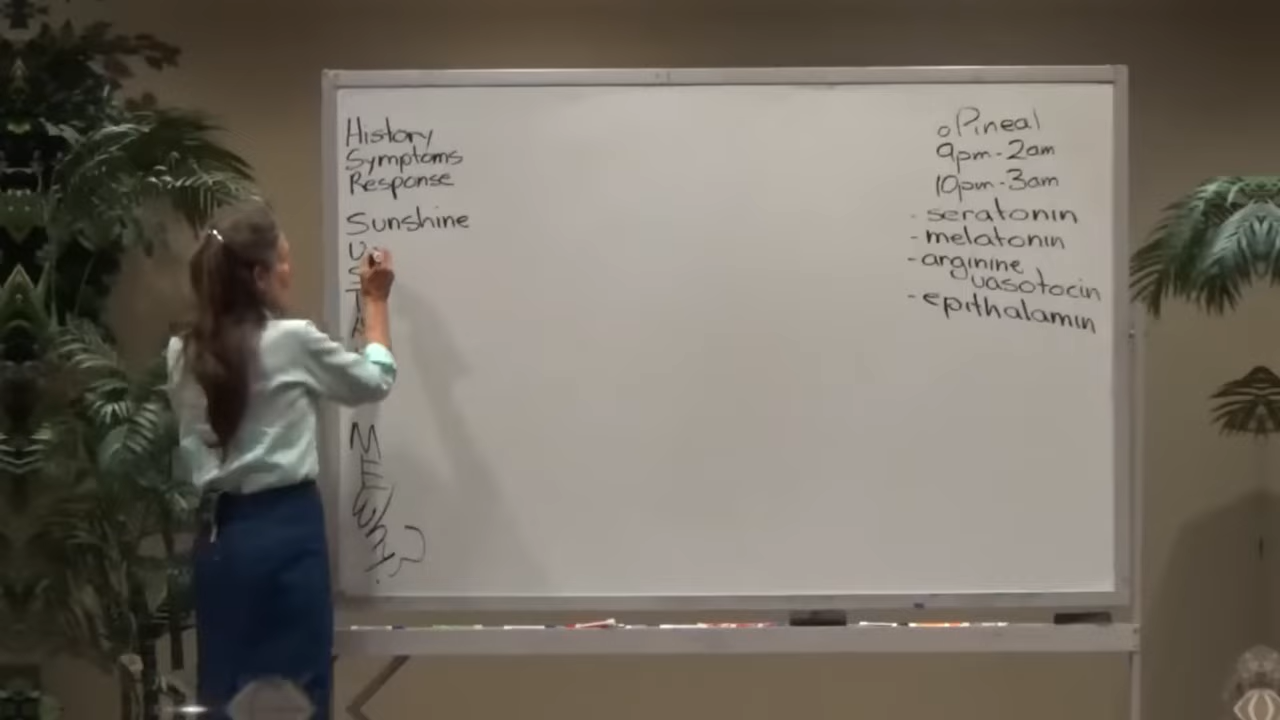 History
Symptoms
Response
Sunshine
U
S
T
oPineal
9pm-2am
10pm-3am
- seratonin
- melatonin
- arginine
vasotocin
- epithalamin